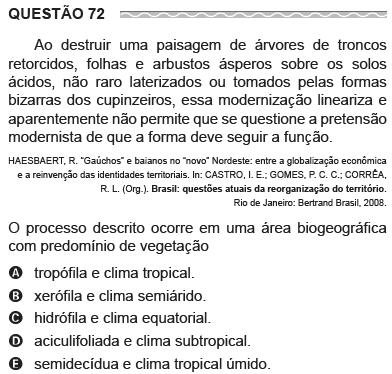 QUESTÃO 72
Ao destruir uma paisagem de árvores de troncos
retorcidos, folhas e arbustos ásperos sobre os solos
ácidos, não raro laterizados ou tomados pelas formas
bizarras dos cupinzeiros, essa modernização lineariza e
aparentemente não permite que se questione a pretensão
modernista de que a forma deve seguir a função.
HAESBAERT, R. “Gaúchos” e baianos no “novo” Nordeste: entre a globalização econômica
e a reinvenção das identidades territoriais. In: CASTRO, I. E.; GOMES, P. C. C.; CORRÊA,
R. L. (Org.). Brasil: questões atuais da reorganização do território.
Rio de Janeiro: Bertrand Brasil, 2008.
O processo descrito ocorre em uma área biogeográfica
com predomínio de vegetação
A tropófila e clima tropical.
B xerófila e clima semiárido.
C hidrófila e clima equatorial.
D aciculifoliada e clima subtropical.
E semidecídua e clima tropical úmido.